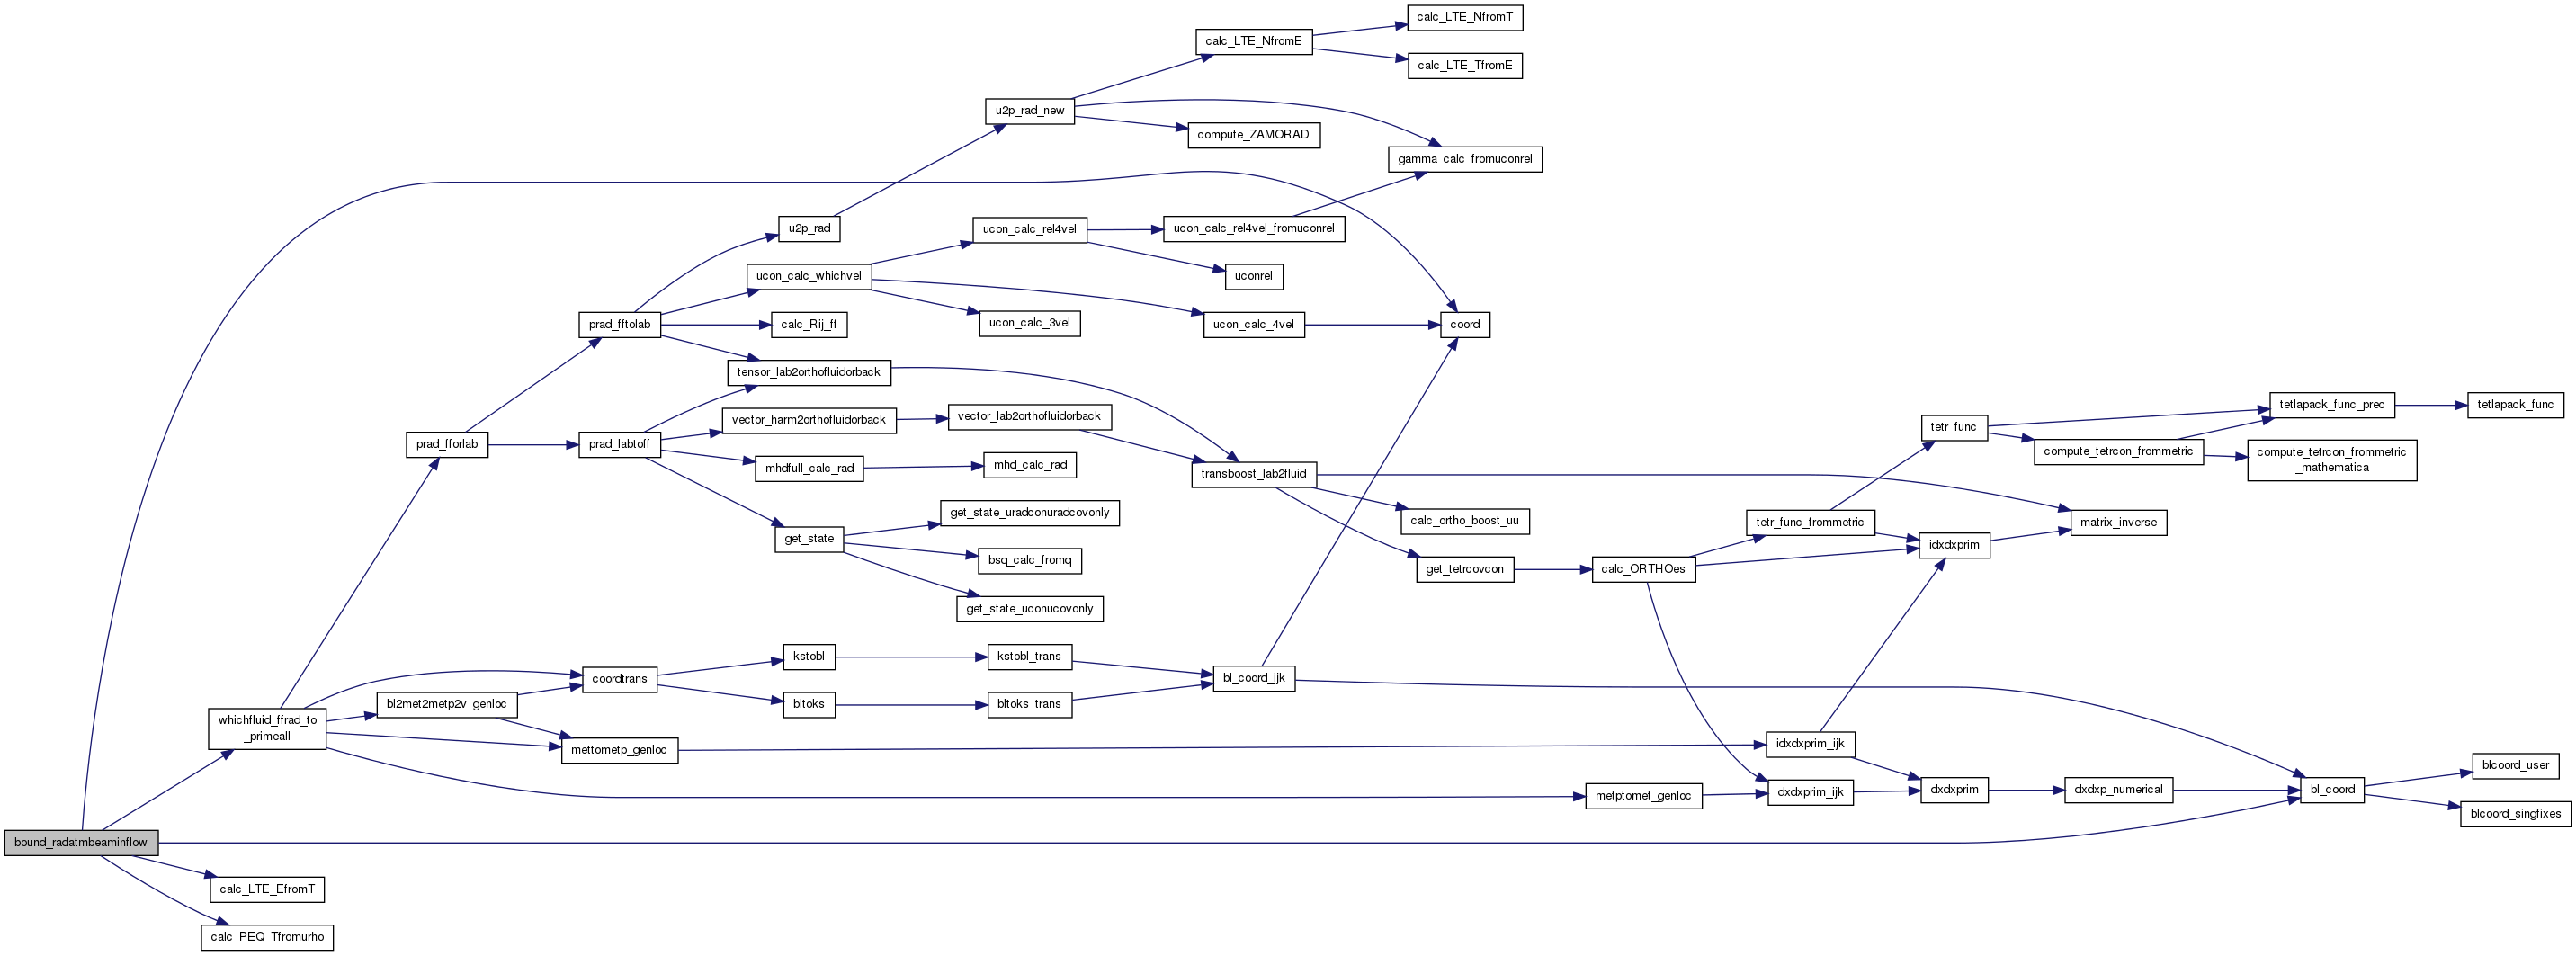 calc_LTE_NfromT
calc_LTE_NfromE
calc_LTE_TfromE
u2p_rad_new
compute_ZAMORAD
gamma_calc_fromuconrel
u2p_rad
ucon_calc_rel4vel
ucon_calc_rel4vel_fromuconrel
ucon_calc_whichvel
uconrel
prad_fftolab
calc_Rij_ff
ucon_calc_3vel
ucon_calc_4vel
coord
tensor_lab2orthofluidorback
vector_harm2orthofluidorback
vector_lab2orthofluidorback
tetlapack_func_prec
tetlapack_func
tetr_func
prad_fforlab
prad_labtoff
compute_tetrcon_frommetric
compute_tetrcon_frommetric
_mathematica
mhdfull_calc_rad
mhd_calc_rad
transboost_lab2fluid
get_state_uradconuradcovonly
calc_ortho_boost_uu
tetr_func_frommetric
matrix_inverse
get_state
idxdxprim
bsq_calc_fromq
get_tetrcovcon
calc_ORTHOes
get_state_uconucovonly
kstobl
kstobl_trans
coordtrans
bl_coord_ijk
bl2met2metp2v_genloc
bltoks
bltoks_trans
whichfluid_ffrad_to
_primeall
mettometp_genloc
idxdxprim_ijk
blcoord_user
metptomet_genloc
dxdxprim_ijk
dxdxprim
dxdxp_numerical
bl_coord
blcoord_singfixes
bound_radatmbeaminflow
calc_LTE_EfromT
calc_PEQ_Tfromurho